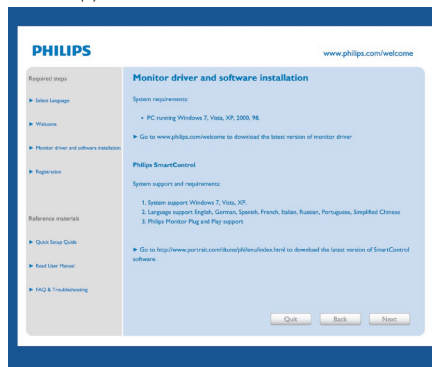 PHILIPS
www.philips.com/welcome
Required steps
► Select Language
► Welcome
► Monitor driver and software installation
► Registration
Reference materials
► Quick Setup Guide
► Read User Manual
► FAQ & Troubleshooting
Monitor driver and software installation
System requirements:
• PC running Windows 7, Vista, XP, 2000, 98.
► Go to www.philips.com/welcome to download the latest version of monitor driver
Philips SmartControl
System support and requirements:
1. System support Windows 7, Vista, XP.
2. Language support English, German, Spanish, French, Italian, Russian, Portuguese, Simplified Chinese
3. Philips Monitor Plug and Play support
► Go to http://www.portrait.com/dtune/phl/enu/index.html to download the latest version of SmartControl
software.
Quit
Back
Next